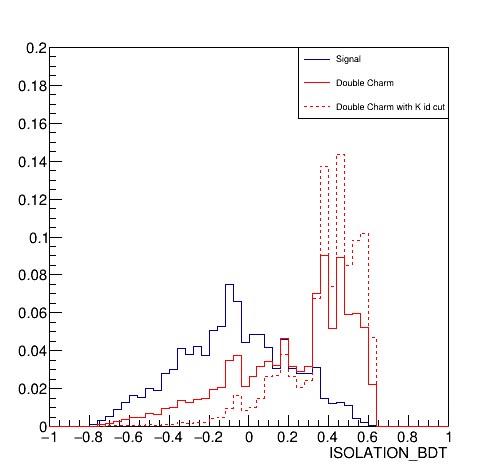 0.2
Signal
0.18
Double Charm
0.16
Double Charm with K id cut
0.14
0.12
0.1
0.08
0.06
0.04
0.02
0
−1 −0.8 −0.6 −0.4 −0.2 0 0.2 0.4 0.6 0.8 1
ISOLATION_BDT